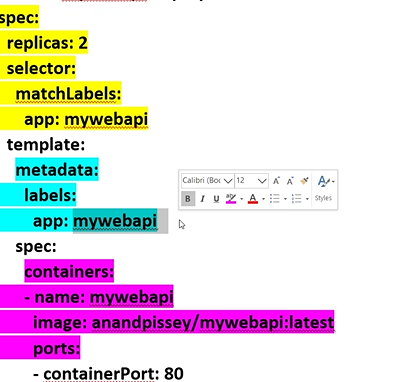 spec:
replicas: 2
selector:
matchLabels:
app: mywebapi
template:
metadata:
labels:
app: mywebapi
Calibri (Boc 12 A A A
B I U A Styles
spec:
containers:
- name: mywebapi
image: anandpissey/mywebapi:latest
ports:
- containerPort: 80